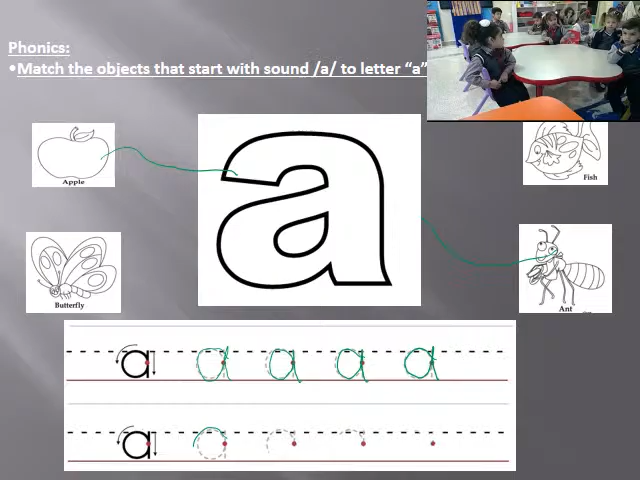 Phonics:
•Match the objects that start with sound /a/ to letter “a”
Apple
a
Fish
Butterfly
Ant
a a a a a
a a